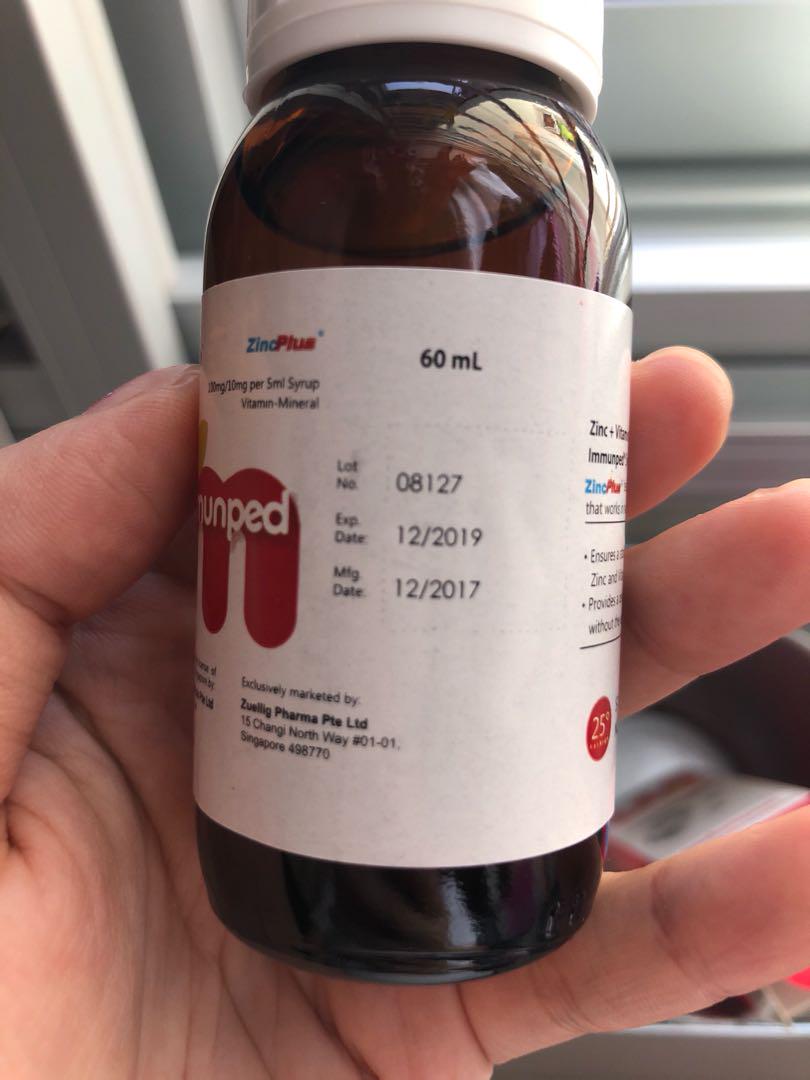 ZincPlus®
60 mL
100mg/10mg per 5ml Syrup
Vitamin-Mineral
unped
Lot No. 08127
Exp. Date: 12/2019
Mfg. Date: 12/2017
Exclusively marketed by:
Zuellig Pharma Pte Ltd
15 Changi North Way #01-01,
Singapore 498770
Zinc +
Immunped
ZincPlus
that works
• Ensures a
Zinc and
• Provides a
without
25°